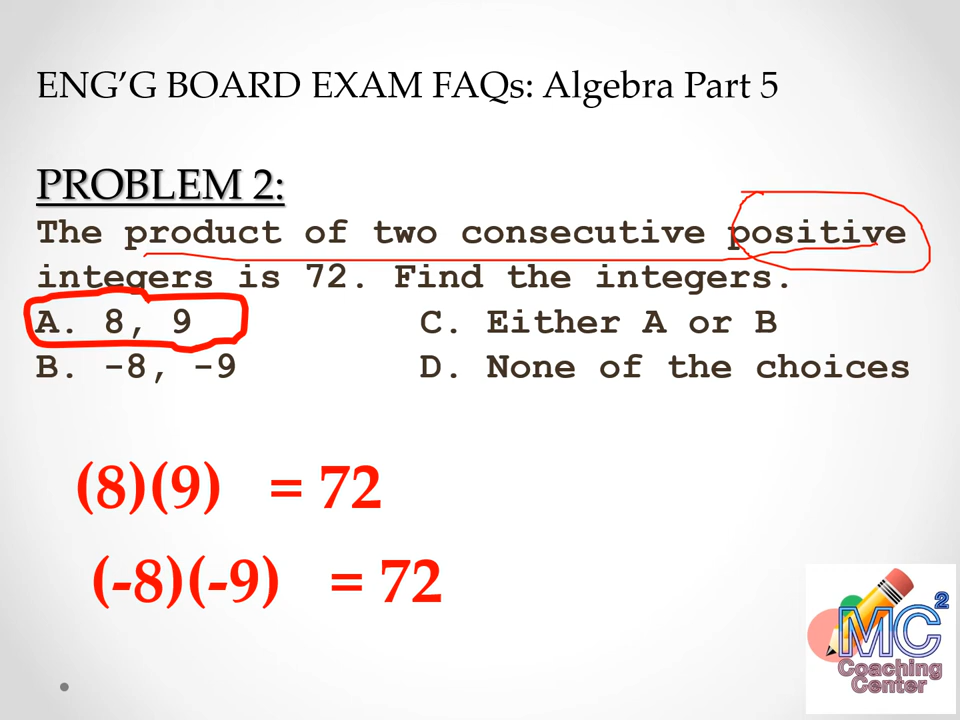 ENG’G BOARD EXAM FAQs: Algebra Part 5
PROBLEM 2:
The product of two consecutive positive
integers is 72. Find the integers.
A. 8, 9 C. Either A or B
B. -8, -9 D. None of the choices
(8)(9) = 72
(-8)(-9) = 72
MC2
Coaching
Center